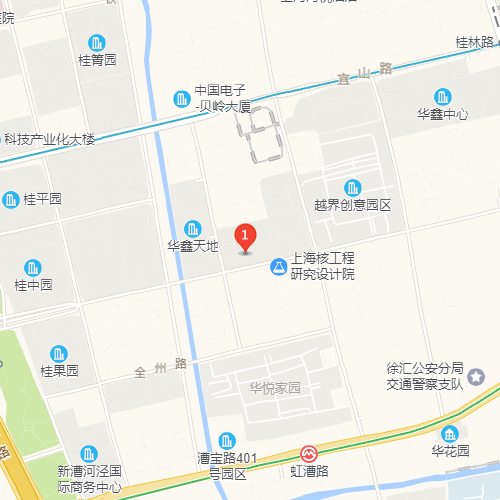 医院
桂箐园
桂林路
宜山路
中国电子
-贝岭大厦
华鑫中心
科技产业化大楼
桂平园
越界创意园区
1
华鑫天地
上海核工程
研究设计院
桂中园
桂果园
全州路
徐汇公安分局
交通警察支队
华悦家园
漕宝路401
号园区
虹漕路
华花园
新漕河泾国
际商务中心
路